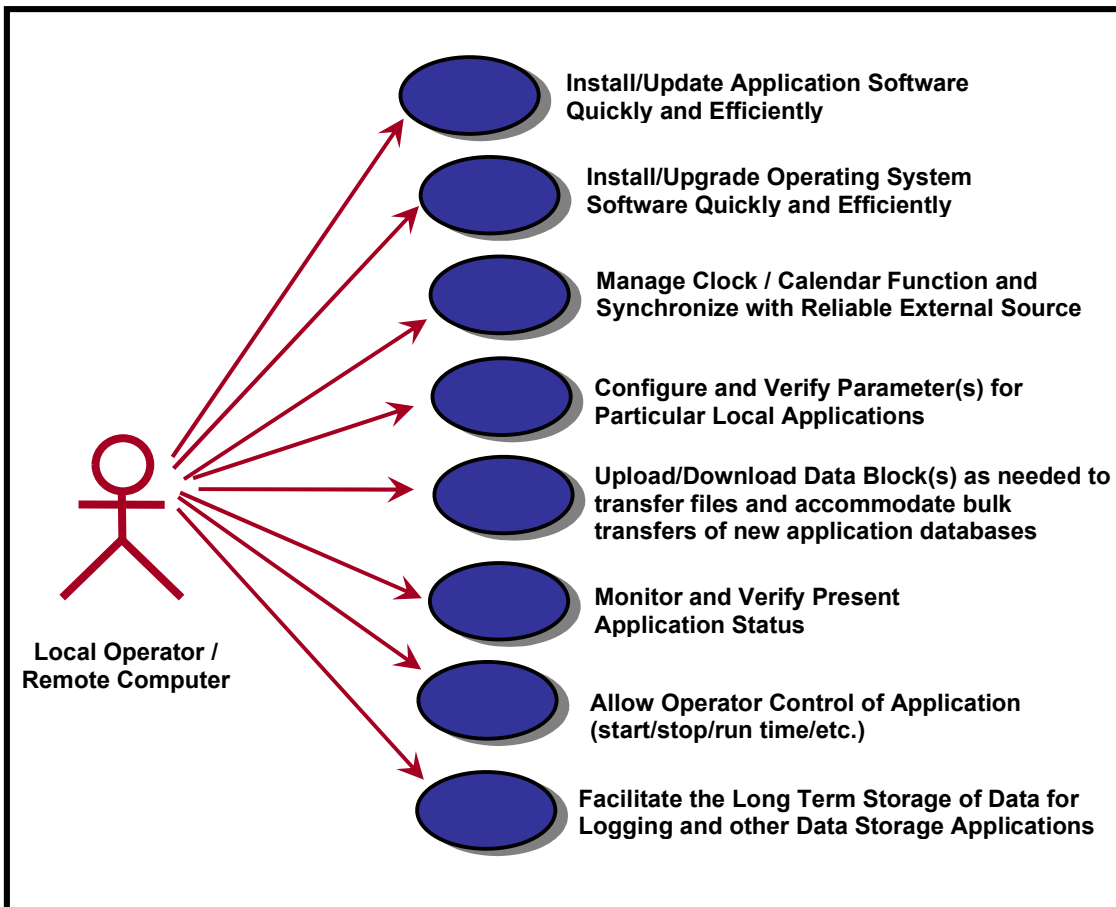 Install/Update Application Software
Quickly and Efficiently
Install/Upgrade Operating System
Software Quickly and Efficiently
Manage Clock / Calendar Function and
Synchronize with Reliable External Source
Configure and Verify Parameter(s) for
Particular Local Applications
Upload/Download Data Block(s) as needed to
transfer files and accommodate bulk
transfers of new application databases
Monitor and Verify Present
Application Status
Local Operator /
Remote Computer
Allow Operator Control of Application
(start/stop/run time/etc.)
Facilitate the Long Term Storage of Data for
Logging and other Data Storage Applications